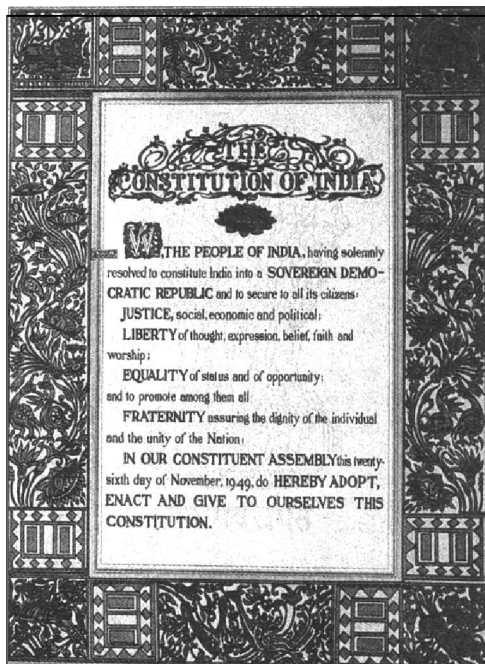 THE
CONSTITUTION OF INDIA
WE, THE PEOPLE OF INDIA, having solemnly
resolved to constitute India into a SOVEREIGN DEMO-
CRATIC REPUBLIC and to secure to all its citizens:
JUSTICE, social, economic and political;
LIBERTY of thought, expression, belief, faith and
worship;
EQUALITY of status and of opportunity;
and to promote among them all
FRATERNITY assuring the dignity of the individual
and the unity of the Nation;
IN OUR CONSTITUENT ASSEMBLY this twenty-
sixth day of November, 1949, do HEREBY ADOPT,
ENACT AND GIVE TO OURSELVES THIS
CONSTITUTION.